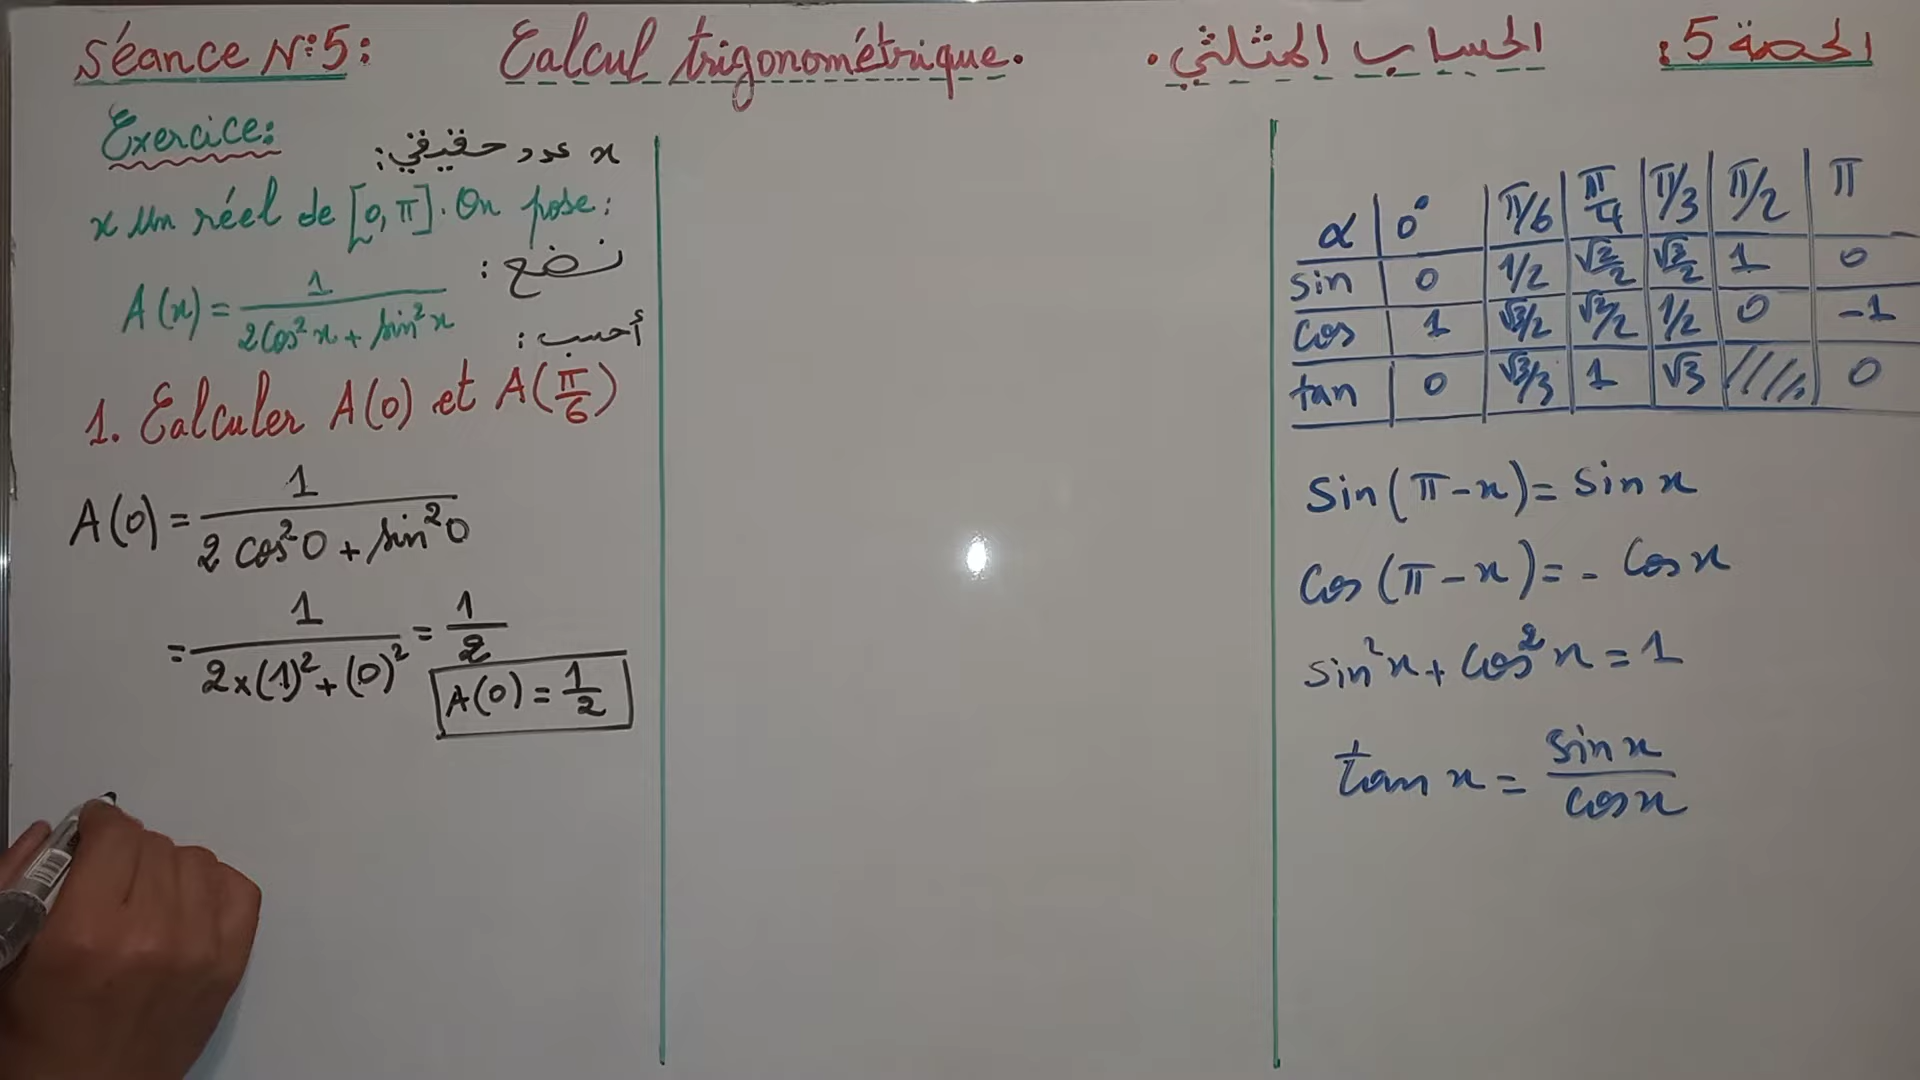 Séance N°5:
Calcul trigonométrique.
الحساب المثلثي.
الحصة 5:
Exercice:
x عدد حقيقي:
x un réel de [0,π]. On pose:
نضع:
A(x) = 1/(2cos²x + sin²x)
أحسب:
1. Calculer A(0) et A(π/6)
A(0) = 1/(2 cos²0 + sin²0)
= 1/(2×(1)²+(0)²) = 1/2
A(0) = 1/2
α 0° π/6 π/4 π/3 π/2 π
sin 0 1/2 √2/2 √3/2 1 0
cos 1 √3/2 √2/2 1/2 0 -1
tan 0 √3/3 1 √3 //// 0
sin(π-x) = sin x
cos(π-x) = - cos x
sin²x + cos²x = 1
tan x = sin x/cos x